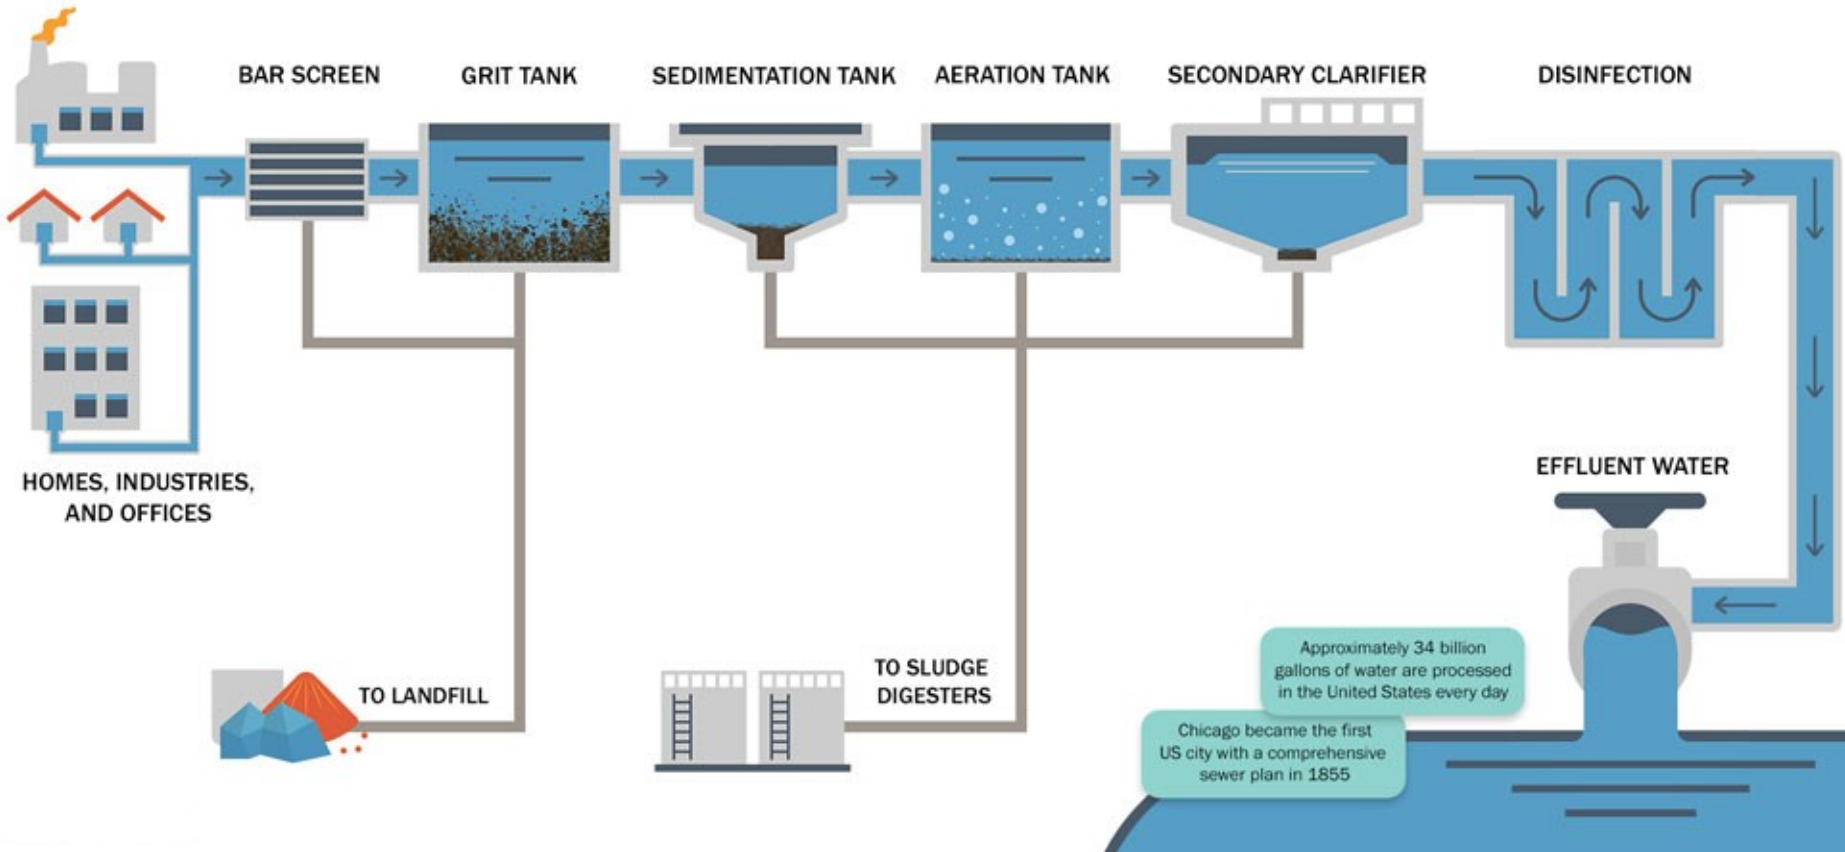 BAR SCREEN
GRIT TANK
SEDIMENTATION TANK
AERATION TANK
SECONDARY CLARIFIER
DISINFECTION
HOMES, INDUSTRIES,
AND OFFICES
EFFLUENT WATER
TO LANDFILL
TO SLUDGE
DIGESTERS
Approximately 34 billion
gallons of water are processed
in the United States every day
Chicago became the first
US city with a comprehensive
sewer plan in 1855